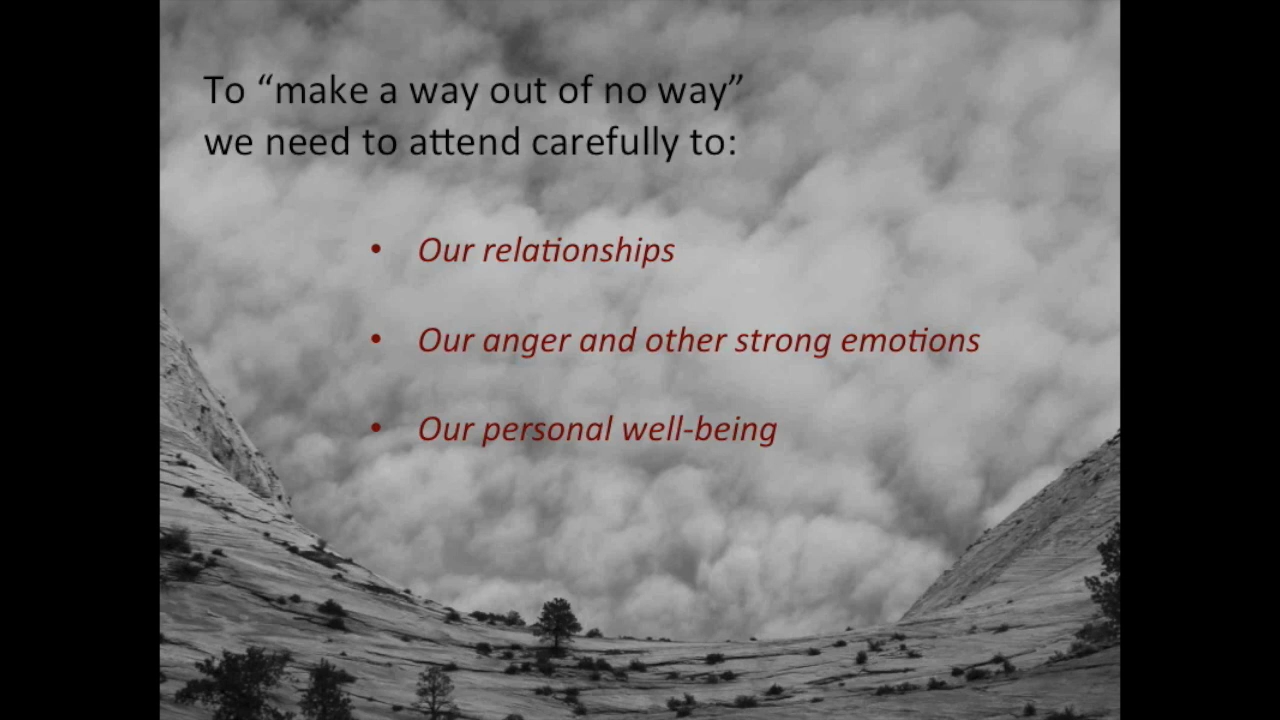 To “make a way out of no way”
we need to attend carefully to:
• Our relationships
• Our anger and other strong emotions
• Our personal well-being